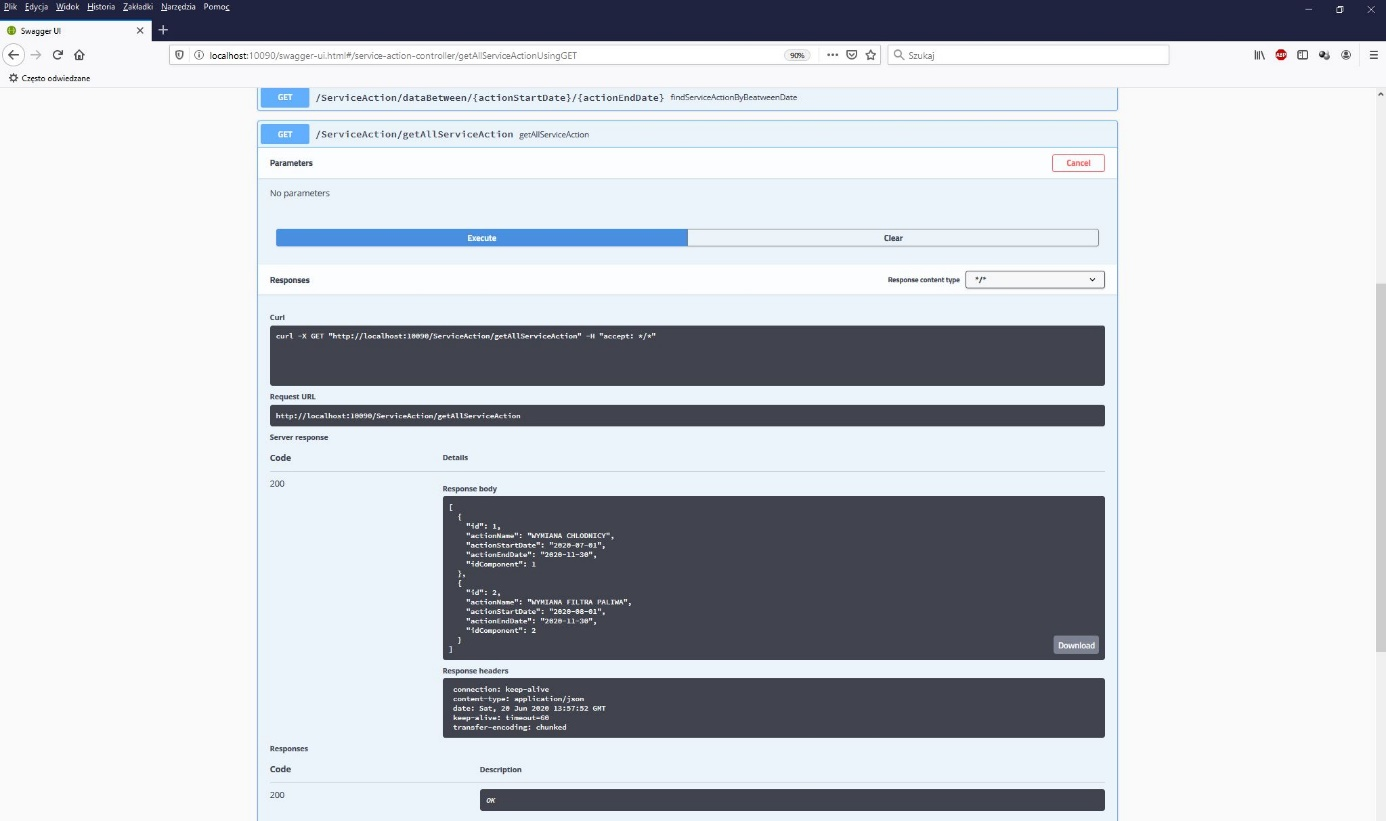 Plik Edycja Widok Historia Zakładki Narzędzia Pomoc
Swagger UI
localhost:10090/swagger-ui.html#/service-action-controller/getAllServiceActionUsingGET
90%
Szukaj
ABP
Często odwiedzane
GET /ServiceAction/dataBetween/{actionStartDate}/{actionEndDate} findServiceActionByBeatweenDate
GET /ServiceAction/getAllServiceAction getAllServiceAction
Parameters
Cancel
No parameters
Execute
Clear
Responses
Response content type
*/*
Curl
curl -X GET "http://localhost:10090/ServiceAction/getAllServiceAction" -H "accept: */*"
Request URL
http://localhost:10090/ServiceAction/getAllServiceAction
Server response
Code
Details
200
Response body
[
{
"id": 1,
"actionName": "WYMIANA CHLODNICY",
"actionStartDate": "2020-07-01",
"actionEndDate": "2020-11-30",
"idComponent": 1
},
{
"id": 2,
"actionName": "WYMIANA FILTRA PALIWA",
"actionStartDate": "2020-08-01",
"actionEndDate": "2020-11-30",
"idComponent": 2
}
]
Download
Response headers
connection: keep-alive
content-type: application/json
date: Sat, 20 Jun 2020 13:57:52 GMT
keep-alive: timeout=60
transfer-encoding: chunked
Responses
Code
Description
200
OK